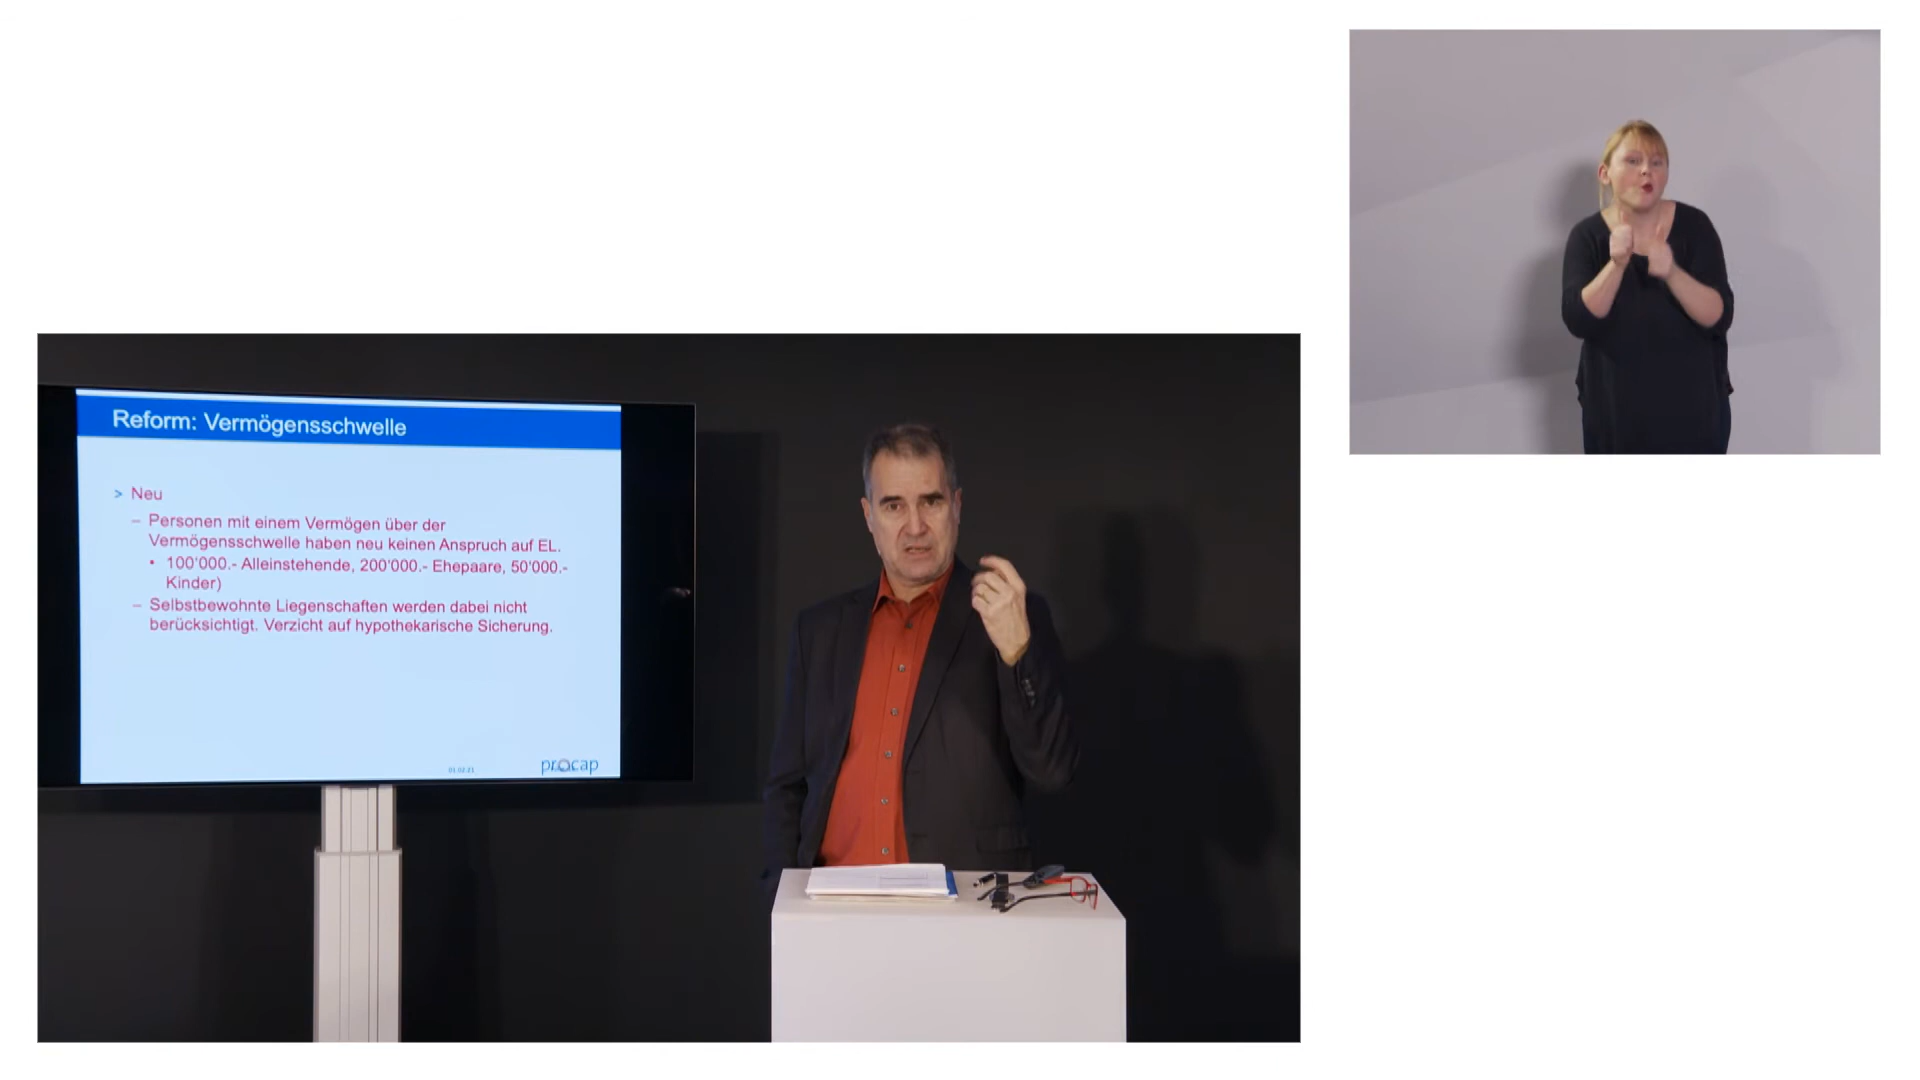 Reform: Vermögensschwelle
> Neu
– Personen mit einem Vermögen über der
Vermögensschwelle haben neu keinen Anspruch auf EL.
• 100'000.- Alleinstehende, 200'000.- Ehepaare, 50'000.-
Kinder)
– Selbstbewohnte Liegenschaften werden dabei nicht
berücksichtigt. Verzicht auf hypothekarische Sicherung.
procap